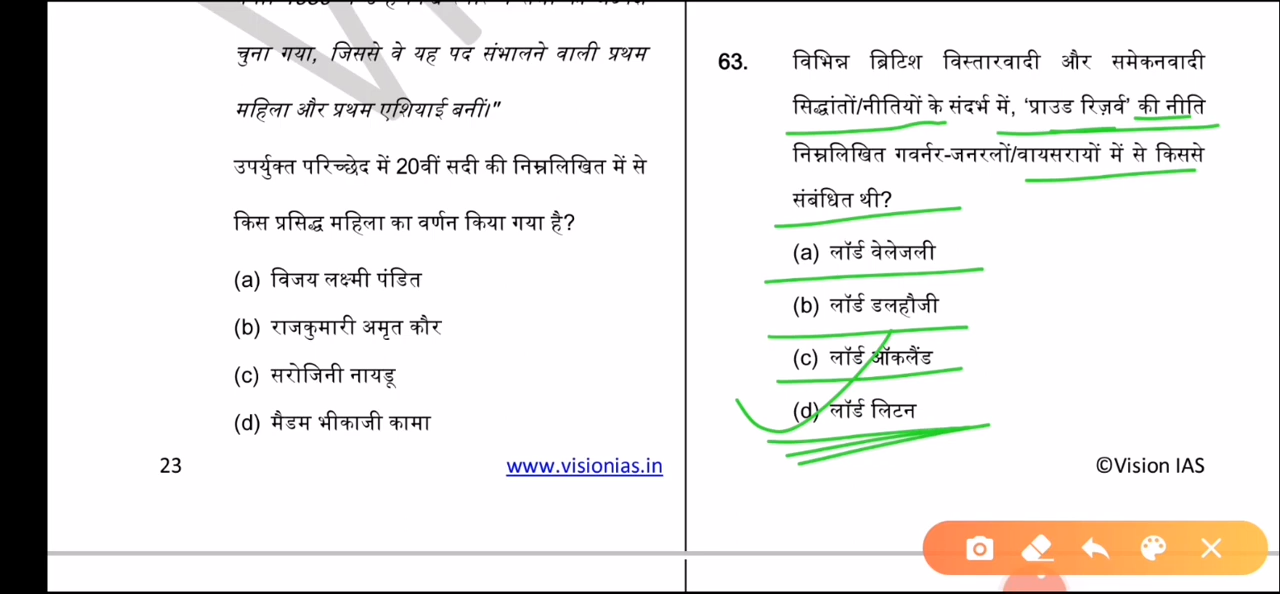 चुना गया, जिससे वे यह पद संभालने वाली प्रथम
महिला और प्रथम एशियाई बनीं।"
उपर्युक्त परिच्छेद में 20वीं सदी की निम्नलिखित में से
किस प्रसिद्ध महिला का वर्णन किया गया है?
(a) विजय लक्ष्मी पंडित
(b) राजकुमारी अमृत कौर
(c) सरोजिनी नायडू
(d) मैडम भीकाजी कामा
23
www.visionias.in
63. विभिन्न ब्रिटिश विस्तारवादी और समेकनवादी
सिद्धांतों/नीतियों के संदर्भ में, 'प्राउड रिज़र्व' की नीति
निम्नलिखित गवर्नर-जनरलों/वायसरायों में से किससे
संबंधित थी?
(a) लॉर्ड वेलेजली
(b) लॉर्ड डलहौजी
(c) लॉर्ड ऑकलैंड
(d) लॉर्ड लिटन
©Vision IAS